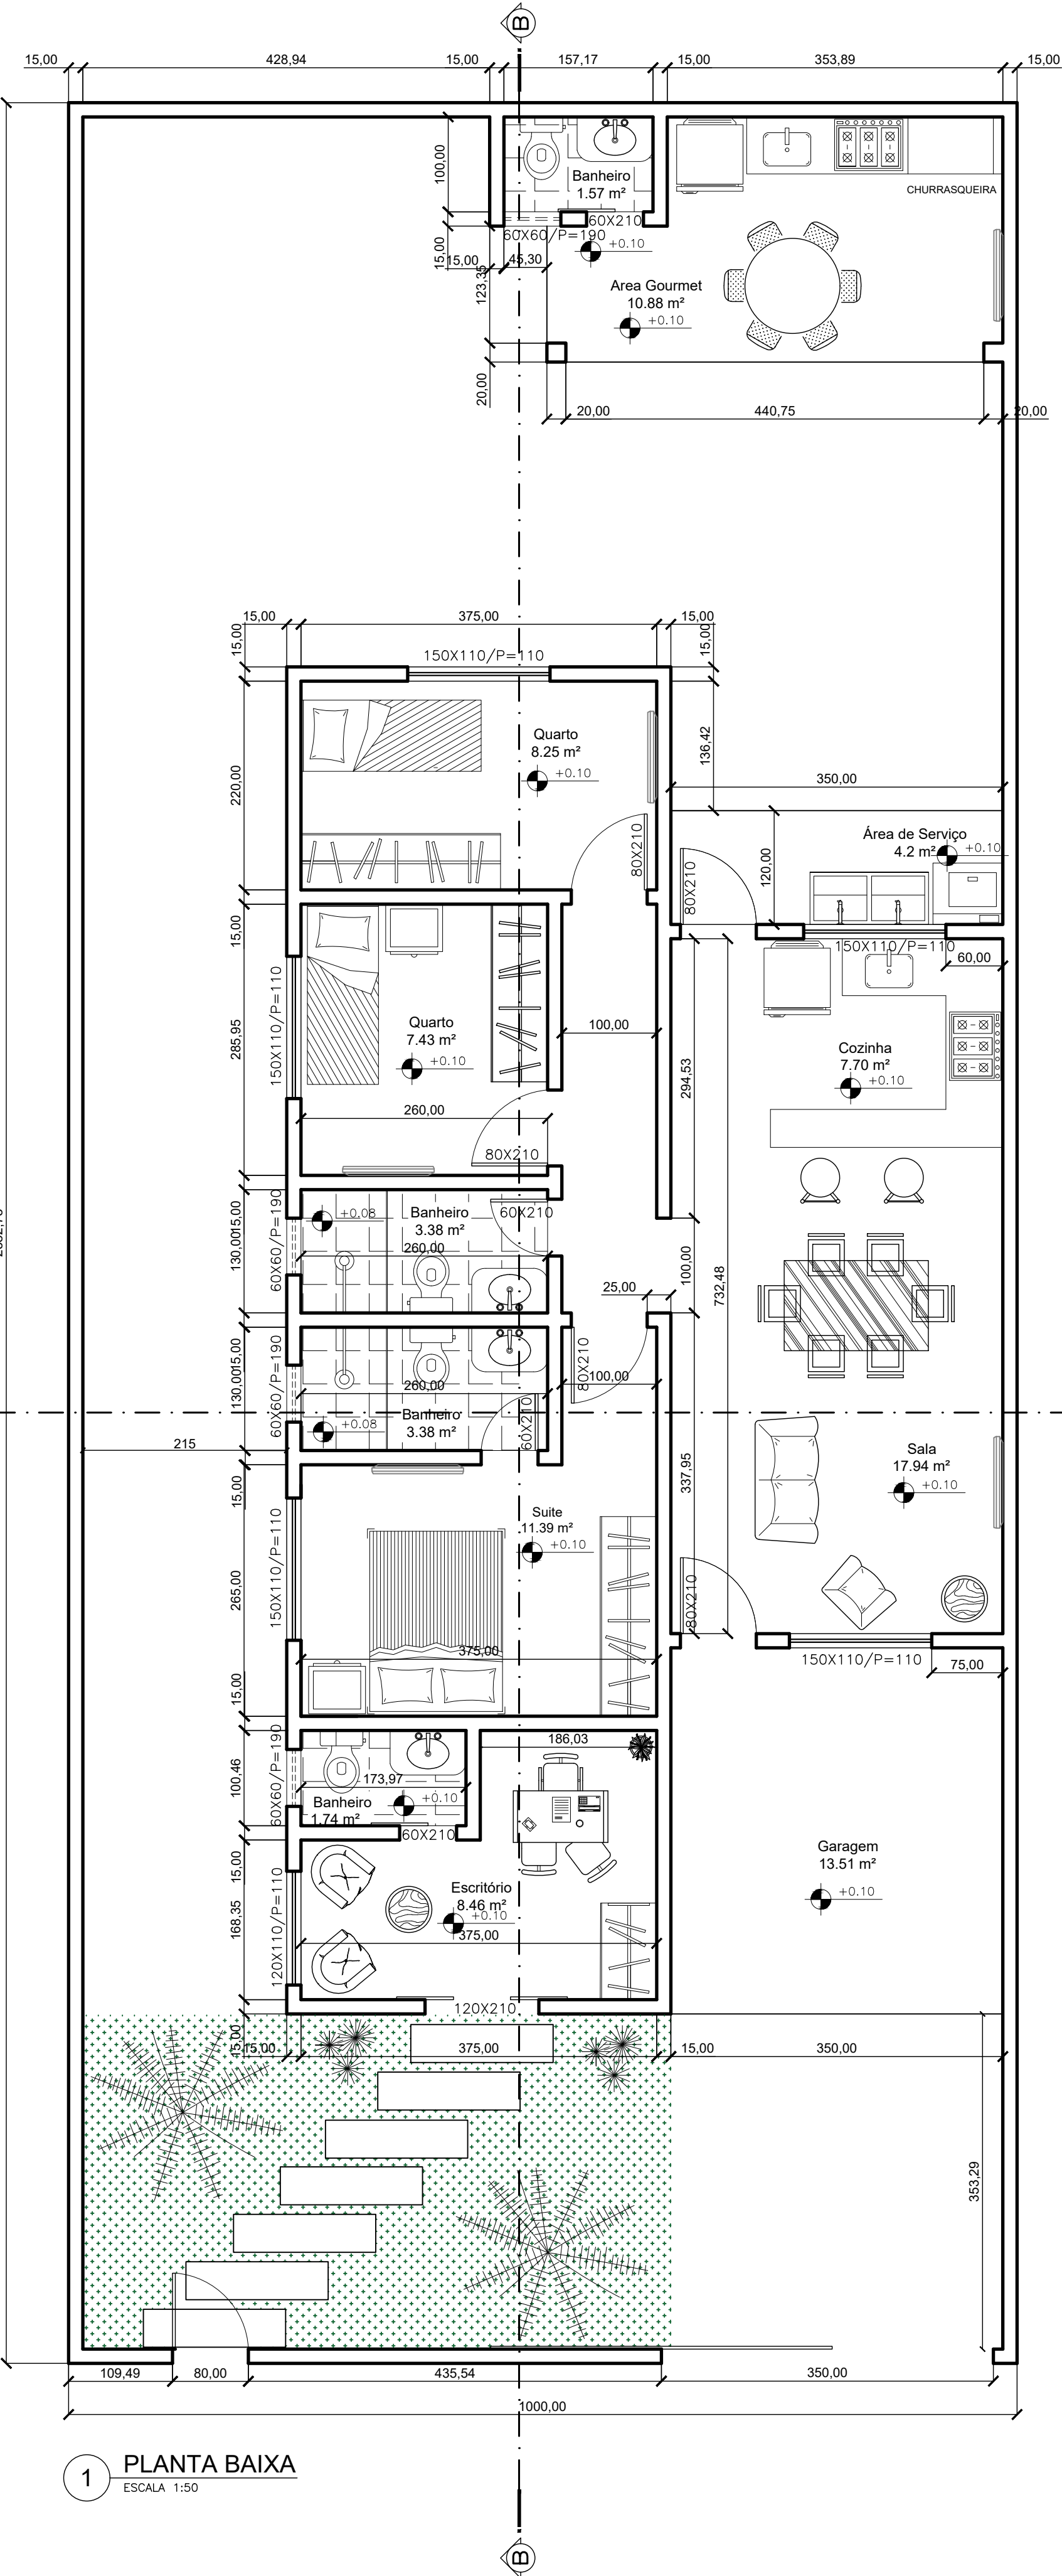 B
15,00
428,94
15,00
157,17
15,00
353,89
15,00
100,00
Banheiro
1.57 m²
CHURRASQUEIRA
60X210
60X60/P=190
+0.10
15,00
15,00
45,30
123,35
Area Gourmet
10.88 m²
+0.10
20,00
20,00
440,75
20,00
15,00
375,00
15,00
15,00
15,00
150X110/P=110
Quarto
8.25 m²
+0.10
136,42
220,00
350,00
80X210
Área de Serviço
4.2 m²
+0.10
120,00
80X210
15,00
150X110/P=110
60,00
150X110/P=110
285,95
Quarto
7.43 m²
+0.10
100,00
Cozinha
7.70 m²
+0.10
294,53
260,00
80X210
15,00
60X60/P=190
+0.08
Banheiro
3.38 m²
60X210
130,00
260,00
100,00
732,48
25,00
15,00
60X60/P=190
80X210
130,00
260,00
100,00
+0.08
Banheiro
3.38 m²
60X210
215
337,95
Sala
17.94 m²
+0.10
15,00
150X110/P=110
Suite
11.39 m²
+0.10
265,00
80X210
375,00
150X110/P=110
75,00
15,00
60X60/P=190
186,03
100,46
173,97
Banheiro
1.74 m²
+0.10
60X210
Garagem
13.51 m²
+0.10
15,00
120X110/P=110
Escritório
8.46 m²
+0.10
168,35
375,00
120X210
15,00
15,00
375,00
15,00
350,00
353,29
109,49
80,00
435,54
350,00
1000,00
1
PLANTA BAIXA
ESCALA 1:50
B